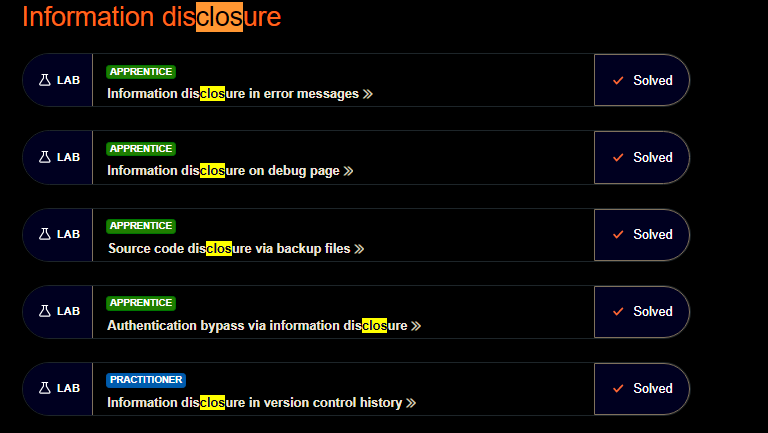 Information disclosure
LAB
APPRENTICE
Information disclosure in error messages
Solved
LAB
APPRENTICE
Information disclosure on debug page
Solved
LAB
APPRENTICE
Source code disclosure via backup files
Solved
LAB
APPRENTICE
Authentication bypass via information disclosure
Solved
LAB
PRACTITIONER
Information disclosure in version control history
Solved